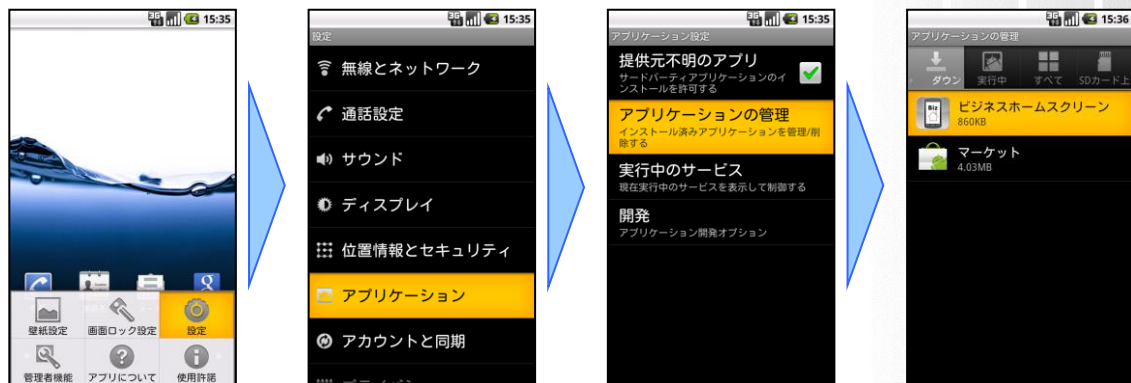 3G 15:35
壁紙設定 画面ロック設定 設定
管理者機能 アプリについて 使用許諾
3G 15:35
設定
無線とネットワーク
通話設定
サウンド
ディスプレイ
位置情報とセキュリティ
アプリケーション
アカウントと同期
3G 15:35
アプリケーション設定
提供元不明のアプリ
サードパーティアプリケーションのイ
ンストールを許可する
アプリケーションの管理
インストール済みアプリケーションを管理/削
除する
実行中のサービス
現在実行中のサービスを表示して制御する
開発
アプリケーション開発オプション
3G 15:36
アプリケーションの管理
ダウン 実行中 すべて SDカード上
Biz
ビジネスホームスクリーン
860KB
マーケット
4.03MB